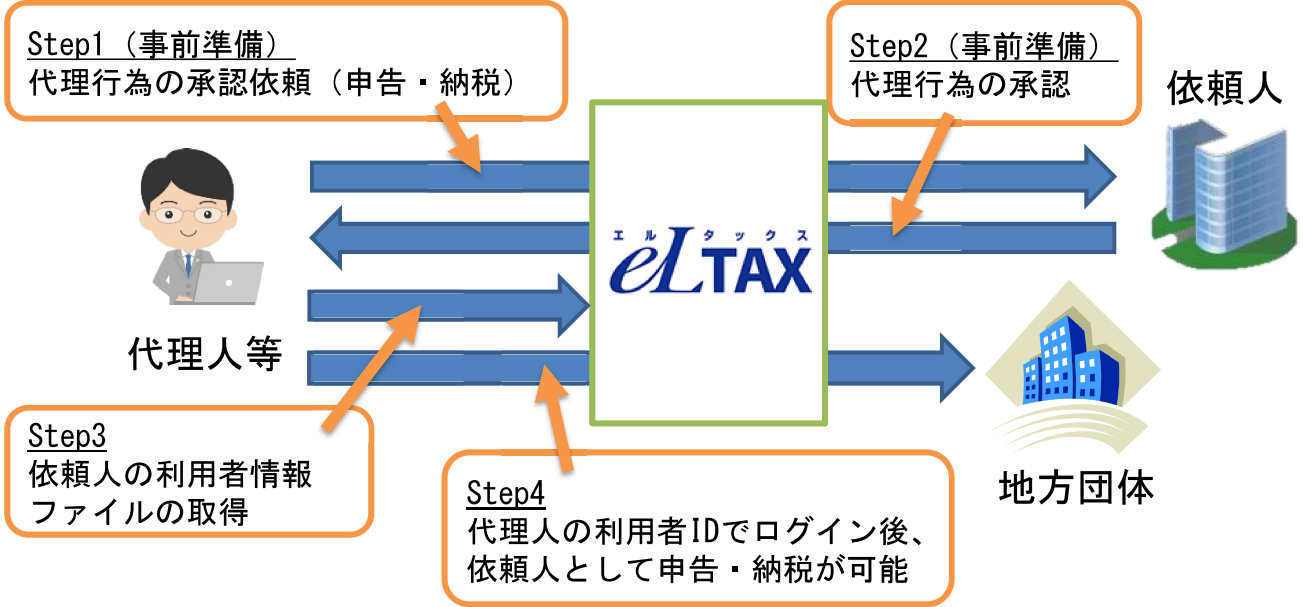 Step1（事前準備）
代理行為の承認依頼（申告・納税）
Step2（事前準備）
代理行為の承認
依頼人
エルタックス
eLTAX
代理人等
Step3
依頼人の利用者情報
ファイルの取得
Step4
代理人の利用者IDでログイン後、
依頼人として申告・納税が可能
地方団体